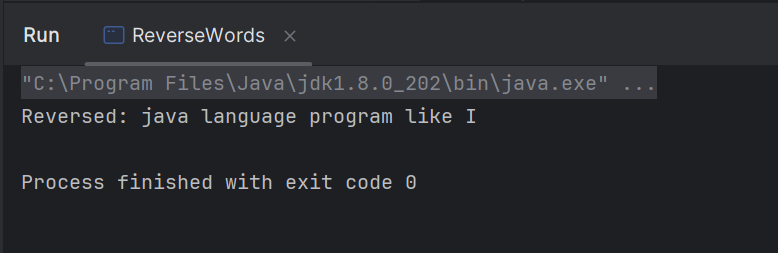 Run ReverseWords ×
"C:\Program Files\Java\jdk1.8.0_202\bin\java.exe" ...
Reversed: java language program like I
Process finished with exit code 0